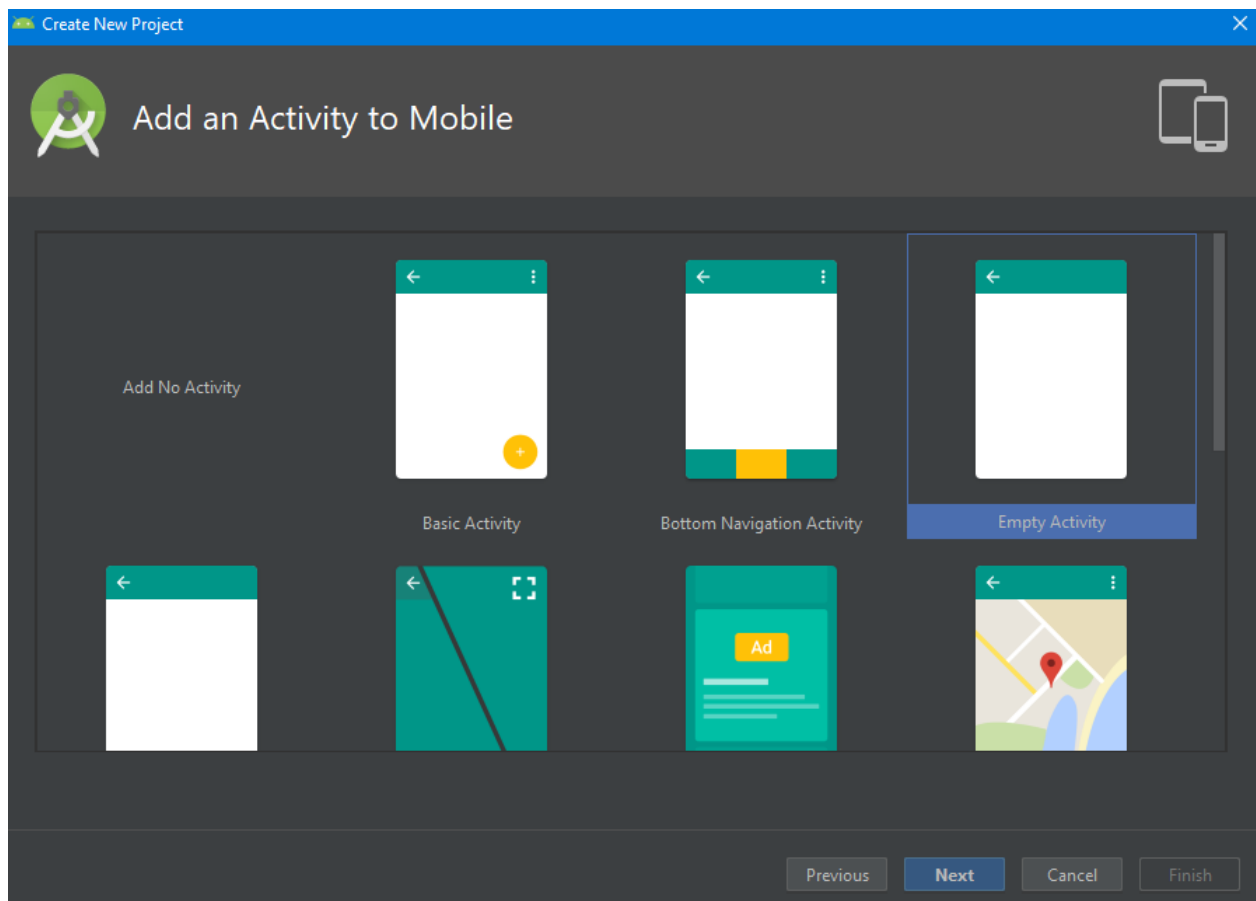 Create New Project
Add an Activity to Mobile
Add No Activity
Basic Activity
Bottom Navigation Activity
Empty Activity
Ad
Previous
Next
Cancel
Finish